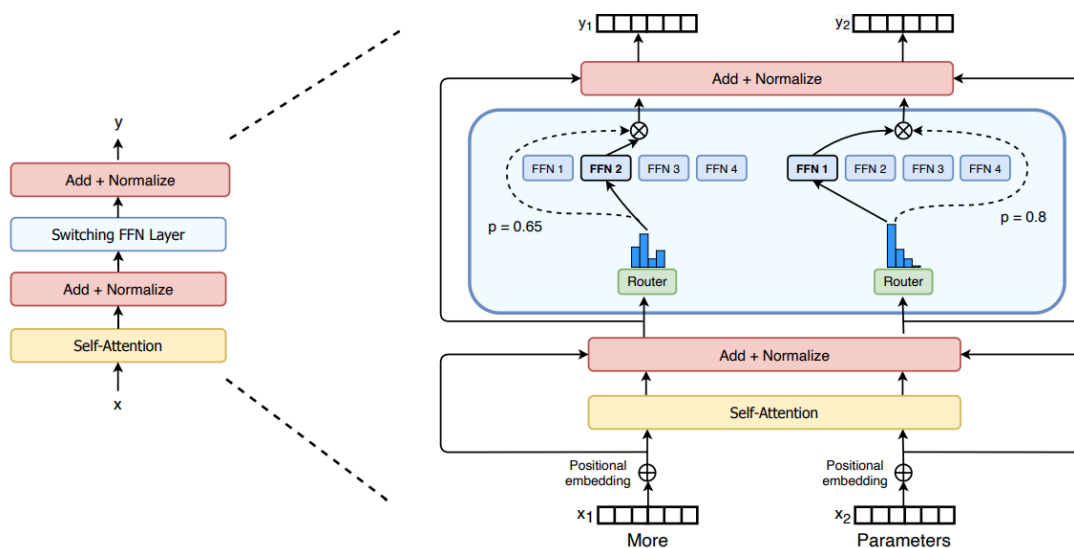 y
Add + Normalize
Switching FFN Layer
Add + Normalize
Self-Attention
x
y1
y2
Add + Normalize
FFN 1
FFN 2
FFN 3
FFN 4
FFN 1
FFN 2
FFN 3
FFN 4
p = 0.65
p = 0.8
Router
Router
Add + Normalize
Self-Attention
Positional
embedding
Positional
embedding
x1
x2
More
Parameters